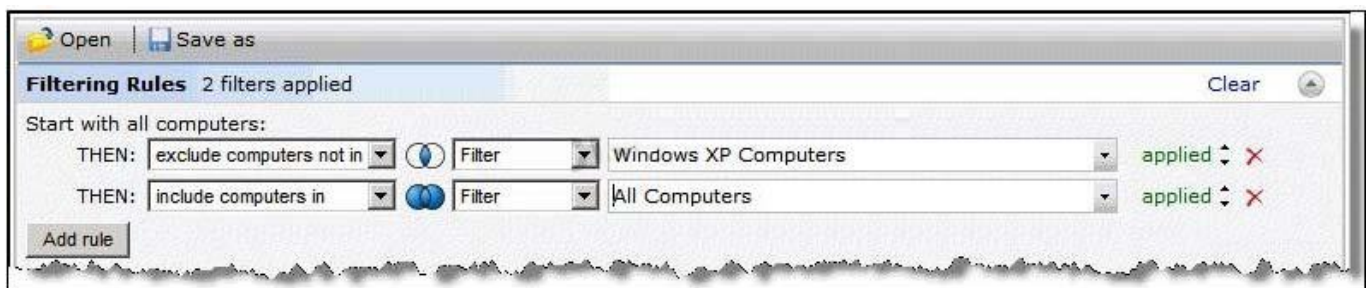 Open Save as
Filtering Rules 2 filters applied Clear
Start with all computers:
THEN: exclude computers not in Filter Windows XP Computers applied
THEN: include computers in Filter All Computers applied
Add rule